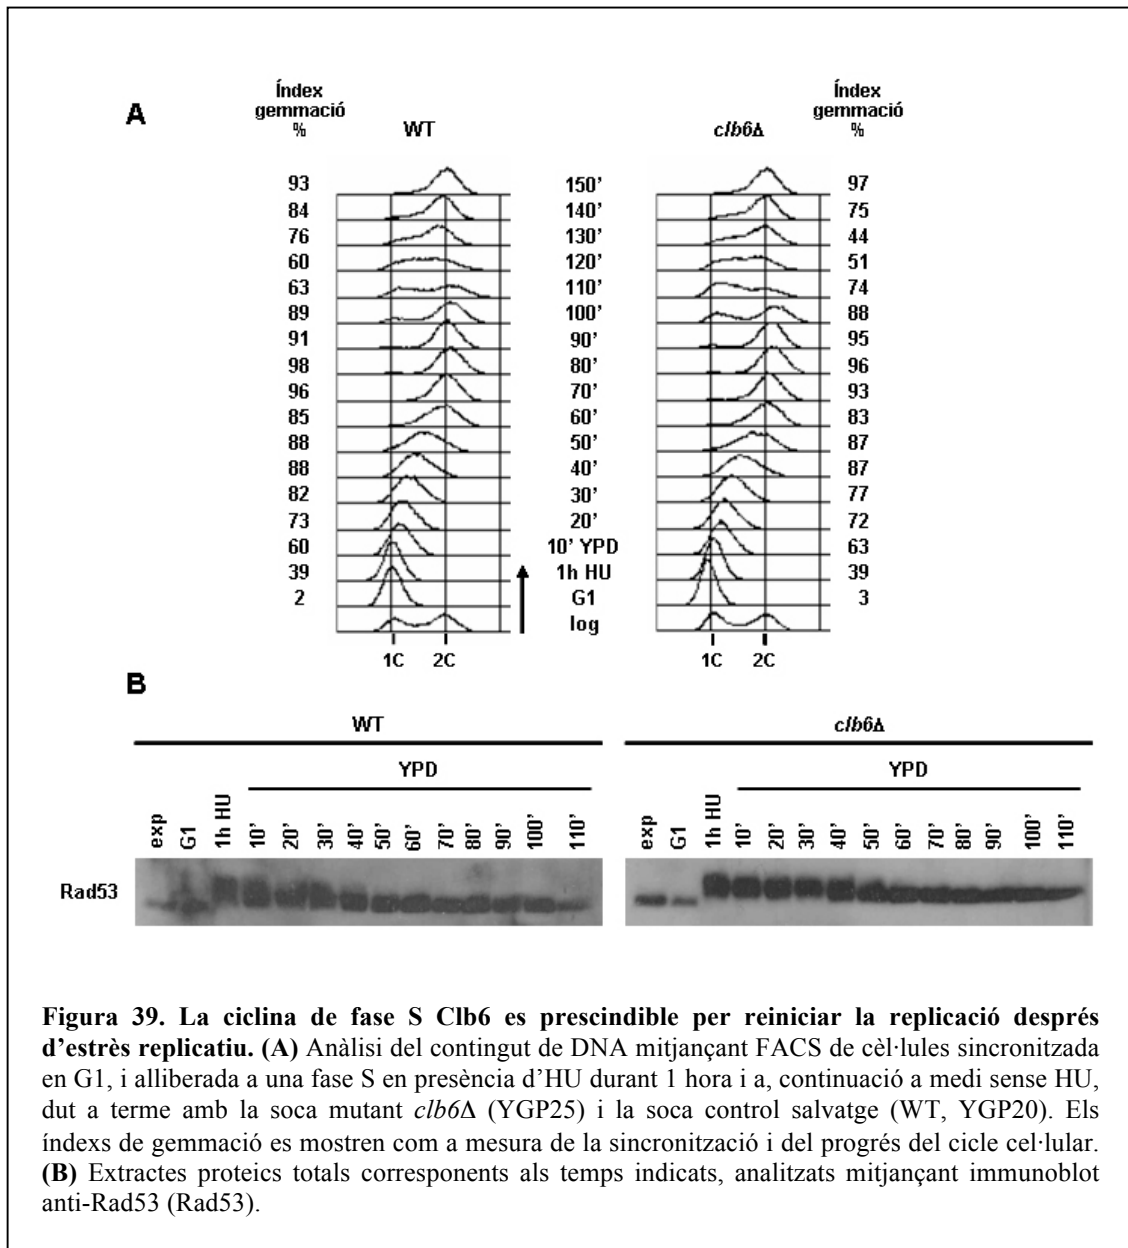 A
Índex
gemmació
%
WT
clb6Δ
Índex
gemmació
%
93 150' 97
84 140' 75
76 130' 44
60 120' 51
63 110' 74
89 100' 88
91 90' 95
98 80' 96
96 70' 93
85 60' 83
88 50' 87
88 40' 87
82 30' 77
73 20' 72
60 10' YPD 63
39 1h HU 39
2 G1 3
log
1C 2C 1C 2C
B
WT clb6Δ
YPD YPD
exp G1 1h HU 10' 20' 30' 40' 50' 60' 70' 80' 90' 100' 110' exp G1 1h HU 10' 20' 30' 40' 50' 60' 70' 80' 90' 100' 110'
Rad53
Figura 39. La ciclina de fase S Clb6 es prescindible per reiniciar la replicació després
d'estrès replicatiu. (A) Anàlisi del contingut de DNA mitjançant FACS de cèl·lules sincronitzada
en G1, i alliberada a una fase S en presència d'HU durant 1 hora i a, continuació a medi sense HU,
dut a terme amb la soca mutant clb6Δ (YGP25) i la soca control salvatge (WT, YGP20). Els
índexs de gemmació es mostren com a mesura de la sincronització i del progrés del cicle cel·lular.
(B) Extractes proteics totals corresponents als temps indicats, analitzats mitjançant immunoblot
anti-Rad53 (Rad53).